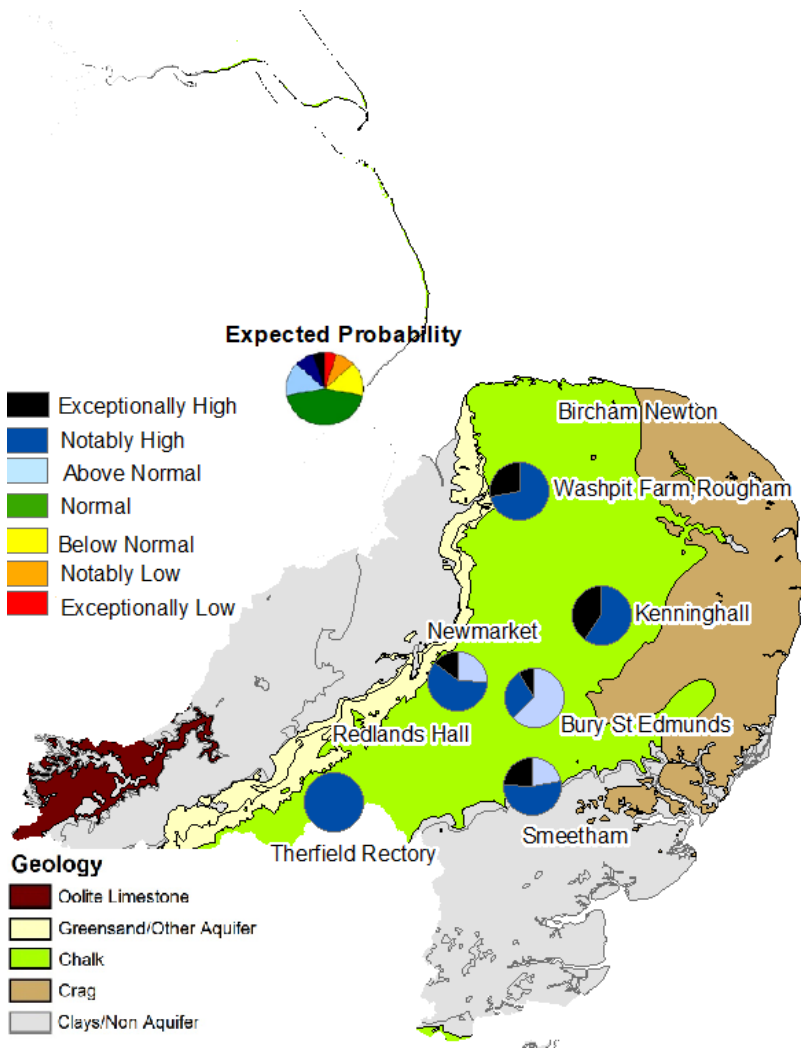 Expected Probability
Exceptionally High
Notably High
Above Normal
Normal
Below Normal
Notably Low
Exceptionally Low
Bircham Newton
Washpit Farm,Rougham
Kenninghall
Newmarket
Redlands Hall
Bury St Edmunds
Therfield Rectory
Smeetham
Geology
Oolite Limestone
Greensand/Other Aquifer
Chalk
Crag
Clays/Non Aquifer